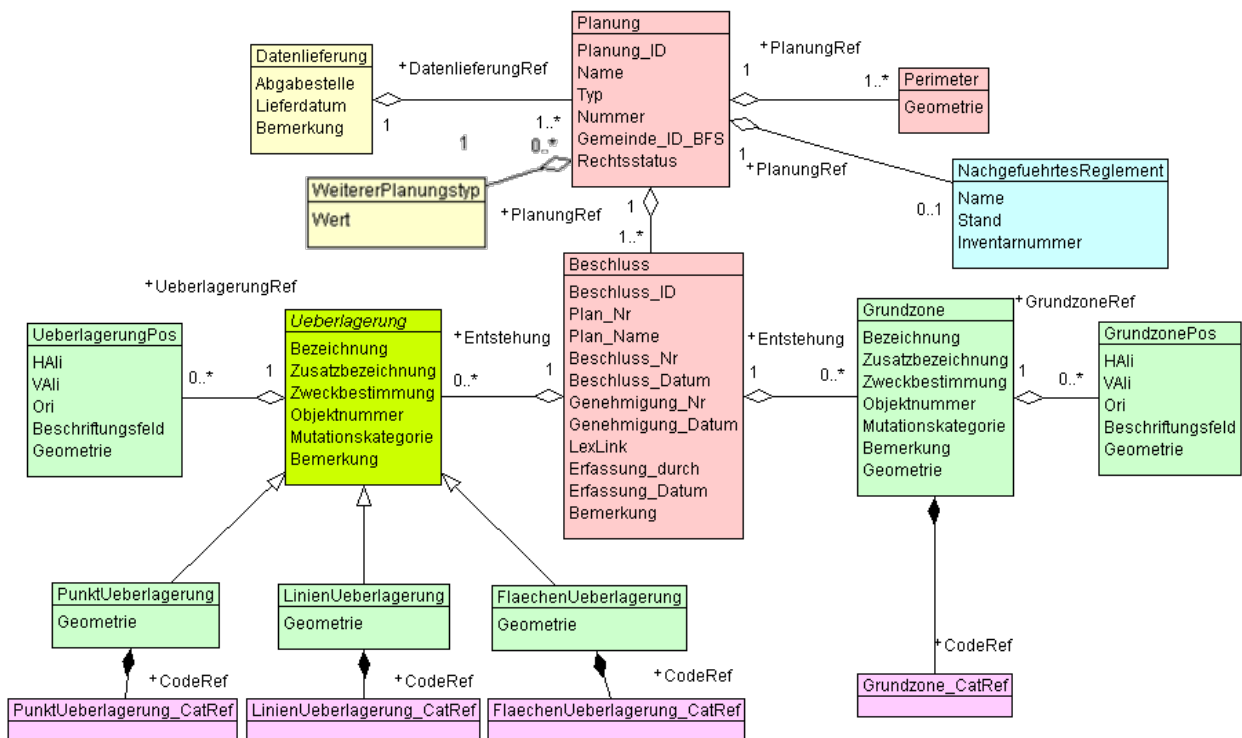 Planung
Planung_ID
Name
Typ
Nummer
Gemeinde_ID_BFS
Rechtsstatus
Datenlieferung
Abgabestelle
Lieferdatum
Bemerkung
+DatenlieferungRef
1
1..*
+PlanungRef
1
1..*
Perimeter
Geometrie
1
0..*
WeitererPlanungstyp
Wert
1
+PlanungRef
0..1
NachgefuehrtesReglement
Name
Stand
Inventarnummer
+PlanungRef
1
1..*
Beschluss
Beschluss_ID
Plan_Nr
Plan_Name
Beschluss_Nr
Beschluss_Datum
Genehmigung_Nr
Genehmigung_Datum
LexLink
Erfassung_durch
Erfassung_Datum
Bemerkung
+UeberlagerungRef
UeberlagerungPos
HAli
VAli
Ori
Beschriftungsfeld
Geometrie
0..*
1
Ueberlagerung
Bezeichnung
Zusatzbezeichnung
Zweckbestimmung
Objektnummer
Mutationskategorie
Bemerkung
+Entstehung
0..*
1
+Entstehung
1
0..*
Grundzone
Bezeichnung
Zusatzbezeichnung
Zweckbestimmung
Objektnummer
Mutationskategorie
Bemerkung
Geometrie
+GrundzoneRef
1
0..*
GrundzonePos
HAli
VAli
Ori
Beschriftungsfeld
Geometrie
PunktUeberlagerung
Geometrie
LinienUeberlagerung
Geometrie
FlaechenUeberlagerung
Geometrie
+CodeRef
+CodeRef
+CodeRef
+CodeRef
PunktUeberlagerung_CatRef
LinienUeberlagerung_CatRef
FlaechenUeberlagerung_CatRef
Grundzone_CatRef